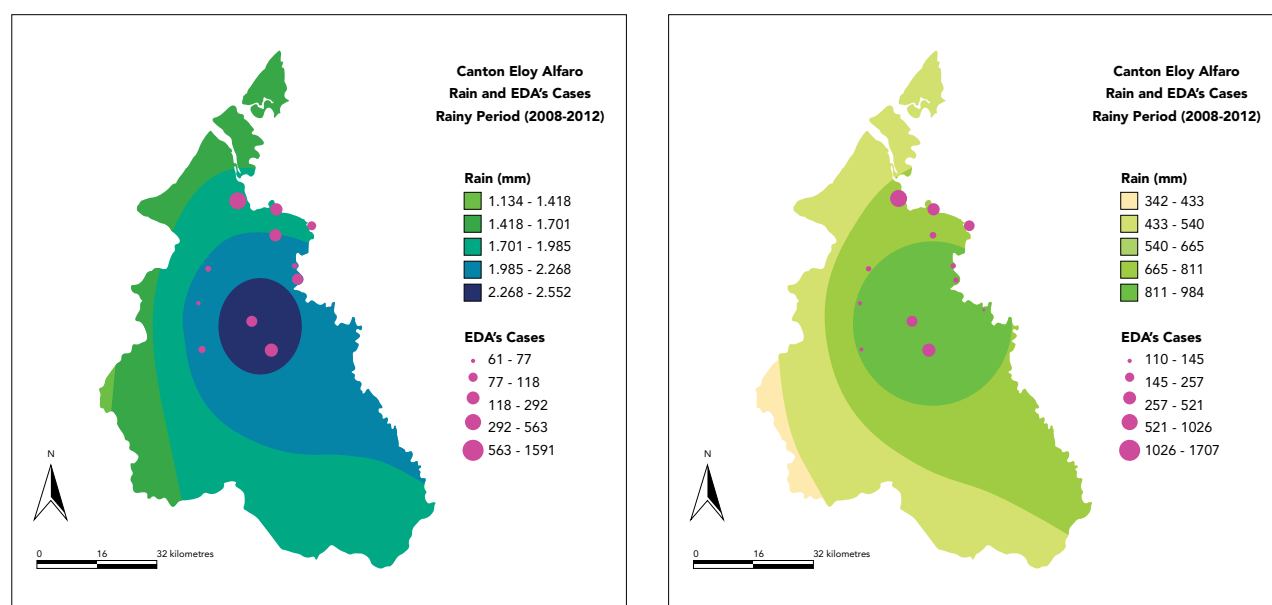 Canton Eloy Alfaro
Rain and EDA's Cases
Rainy Period (2008-2012)
Rain (mm)
1.134 - 1.418
1.418 - 1.701
1.701 - 1.985
1.985 - 2.268
2.268 - 2.552
EDA's Cases
61 - 77
77 - 118
118 - 292
292 - 563
563 - 1591
N
0 16 32 kilometres
Canton Eloy Alfaro
Rain and EDA's Cases
Rainy Period (2008-2012)
Rain (mm)
342 - 433
433 - 540
540 - 665
665 - 811
811 - 984
EDA's Cases
110 - 145
145 - 257
257 - 521
521 - 1026
1026 - 1707
N
0 16 32 kilometres